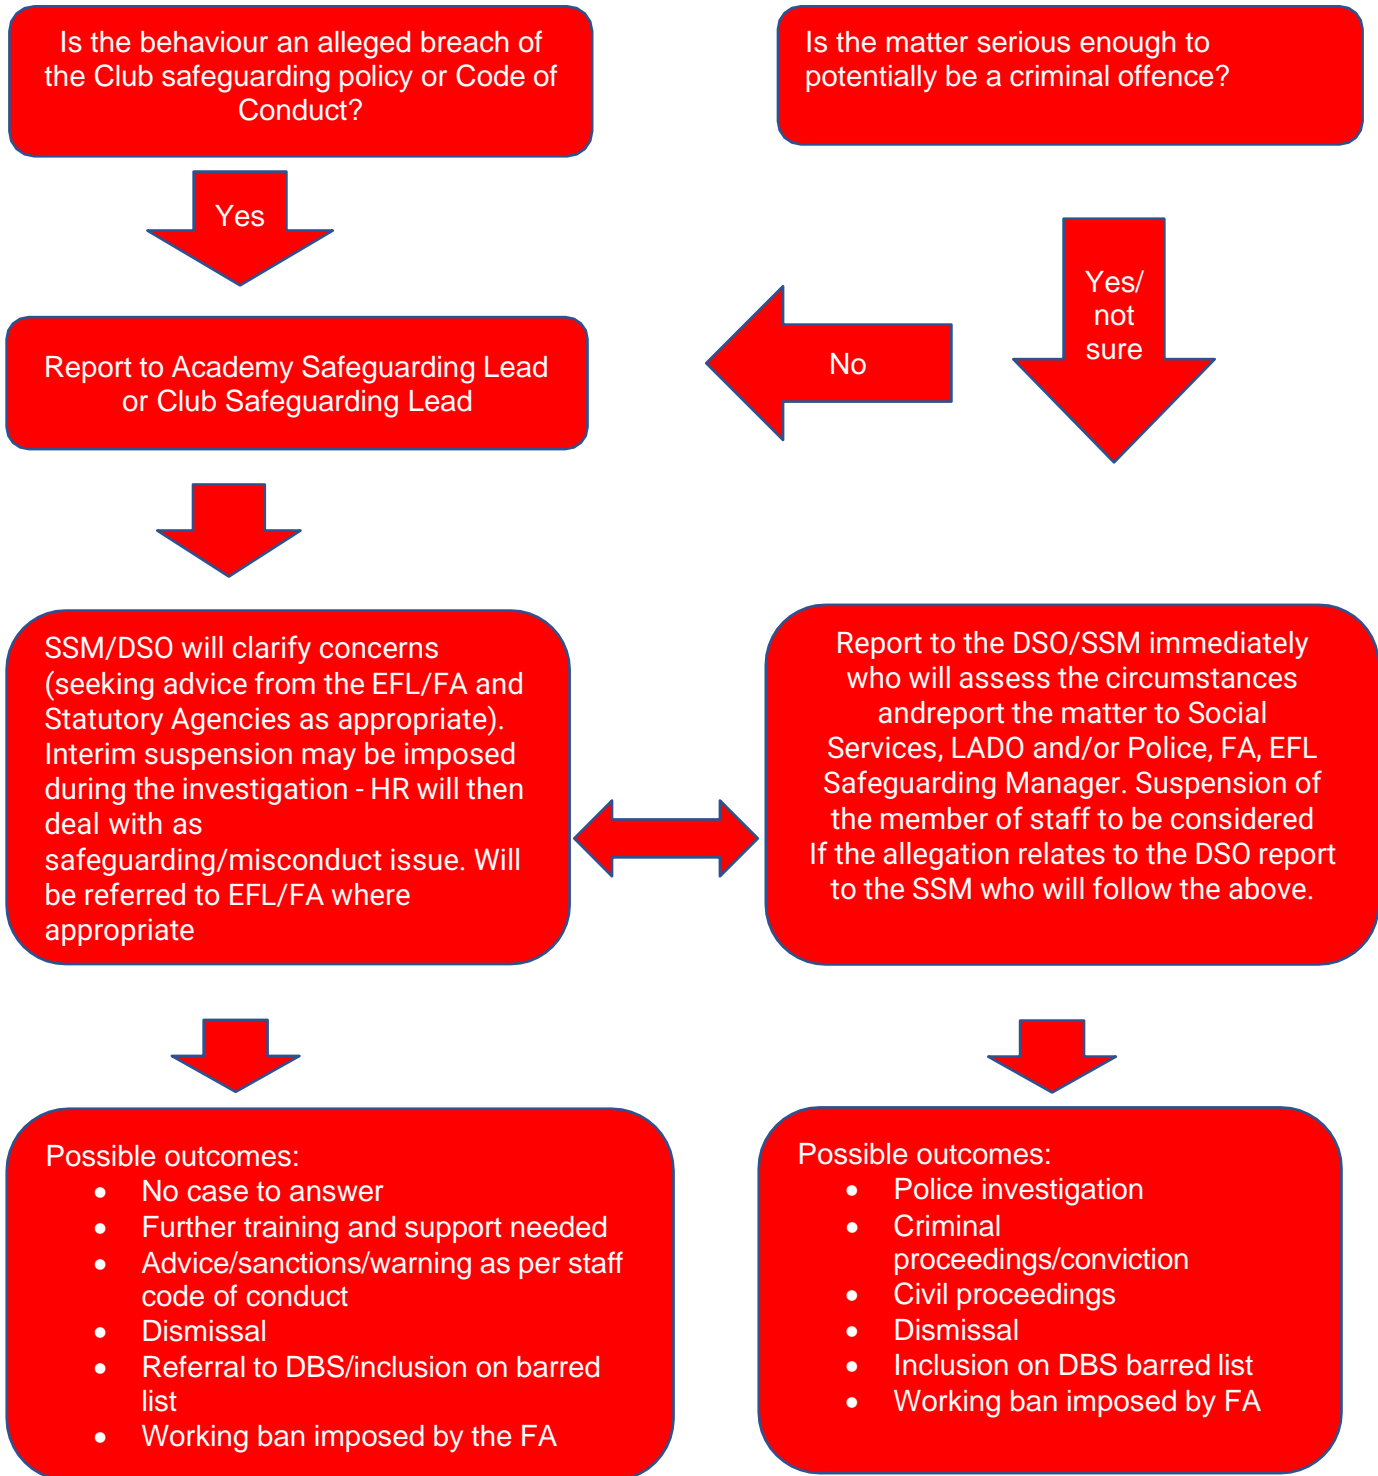 Is the behaviour an alleged breach of
the Club safeguarding policy or Code of
Conduct?
Is the matter serious enough to
potentially be a criminal offence?
Yes
Yes/
not
sure
No
Report to Academy Safeguarding Lead
or Club Safeguarding Lead
SSM/DSO will clarify concerns
(seeking advice from the EFL/FA and
Statutory Agencies as appropriate).
Interim suspension may be imposed
during the investigation - HR will then
deal with as
safeguarding/misconduct issue. Will
be referred to EFL/FA where
appropriate
Report to the DSO/SSM immediately
who will assess the circumstances
andreport the matter to Social
Services, LADO and/or Police, FA, EFL
Safeguarding Manager. Suspension of
the member of staff to be considered
If the allegation relates to the DSO report
to the SSM who will follow the above.
Possible outcomes:
• No case to answer
• Further training and support needed
• Advice/sanctions/warning as per staff
code of conduct
• Dismissal
• Referral to DBS/inclusion on barred
list
• Working ban imposed by the FA
Possible outcomes:
• Police investigation
• Criminal
proceedings/conviction
• Civil proceedings
• Dismissal
• Inclusion on DBS barred list
• Working ban imposed by FA